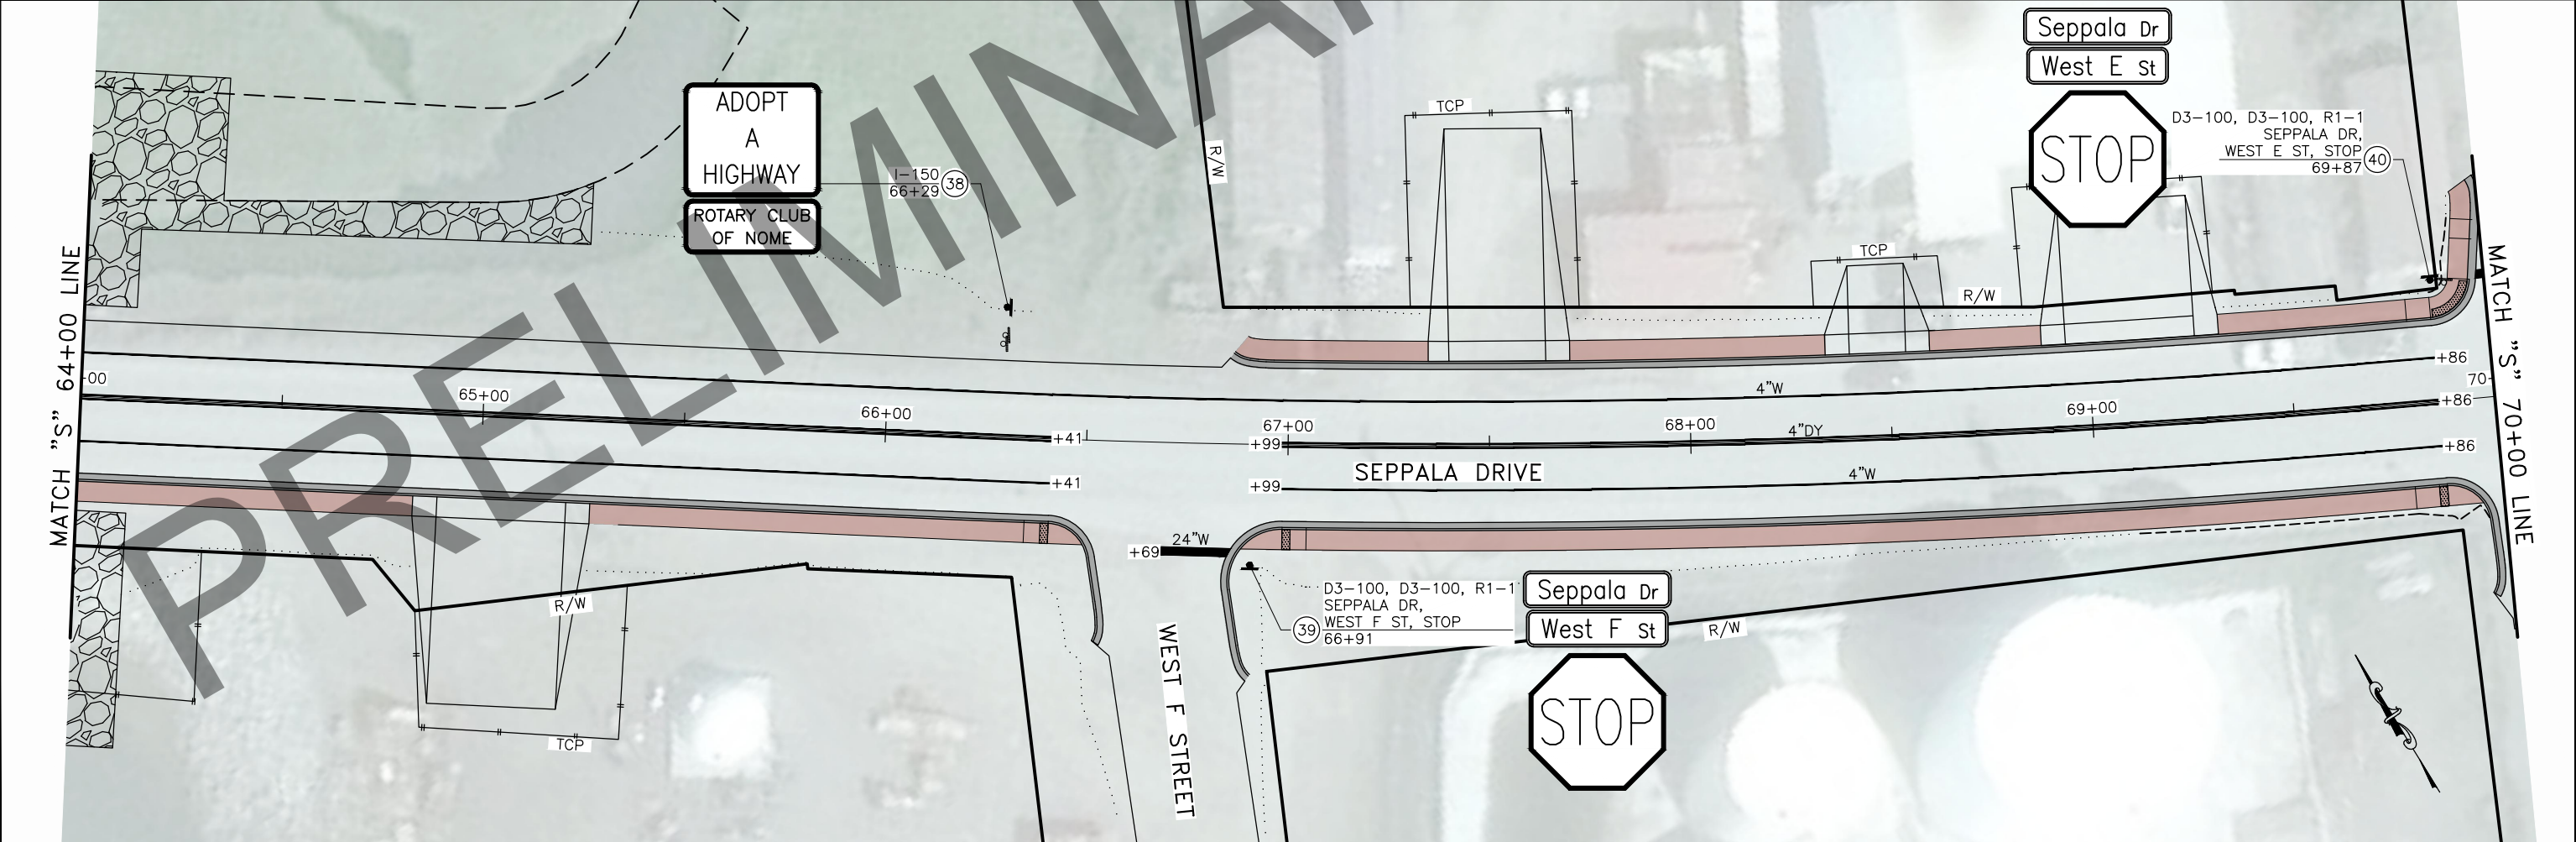 PRELIMINA
Seppala Dr
West E St
STOP
D3-100, D3-100, R1-1
SEPPALA DR,
WEST E ST, STOP
69+87
40
ADOPT
A
HIGHWAY
ROTARY CLUB
OF NOME
I-150
66+29
38
R/W
TCP
TCP
R/W
MATCH "S" 64+00 LINE
MATCH "S" 70+00 LINE
+00
65+00
66+00
67+00
68+00
69+00
70
4"W
4"DY
4"W
+86
+86
+86
+41
+41
+99
+99
SEPPALA DRIVE
24"W
+69
WEST F STREET
D3-100, D3-100, R1-1
SEPPALA DR,
WEST F ST, STOP
66+91
39
Seppala Dr
West F St
STOP
R/W
R/W
TCP